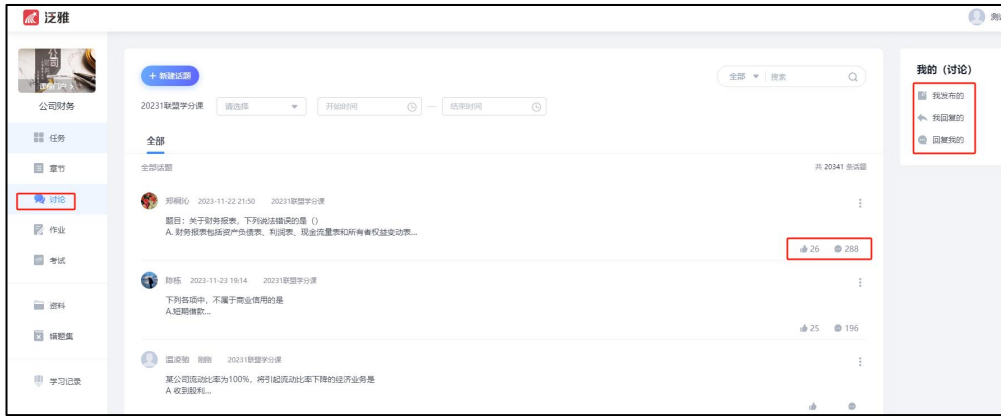 泛雅
公司
公司财务
任务
章节
讨论
作业
考试
资料
错题集
学习记录
+ 新建话题
全部 搜索
20231联盟学分课 请选择 开始时间 — 结束时间
全部
全部话题 共 20341 条话题
郑桐沁 2023-11-22 21:50 20231联盟学分课
题目:关于财务报表,下列说法错误的是()
A. 财务报表包括资产负债表、利润表、现金流量表和所有者权益变动表...
26 288
陈栎 2023-11-23 19:14 20231联盟学分课
下列各项中,不属于商业信用的是
A.短期借款...
25 196
温凌驰 刚刚 20231联盟学分课
某公司流动比率为100%,将引起流动比率下降的经济业务是
A 收到股利...
我的(讨论)
我发布的
我回复的
回复我的